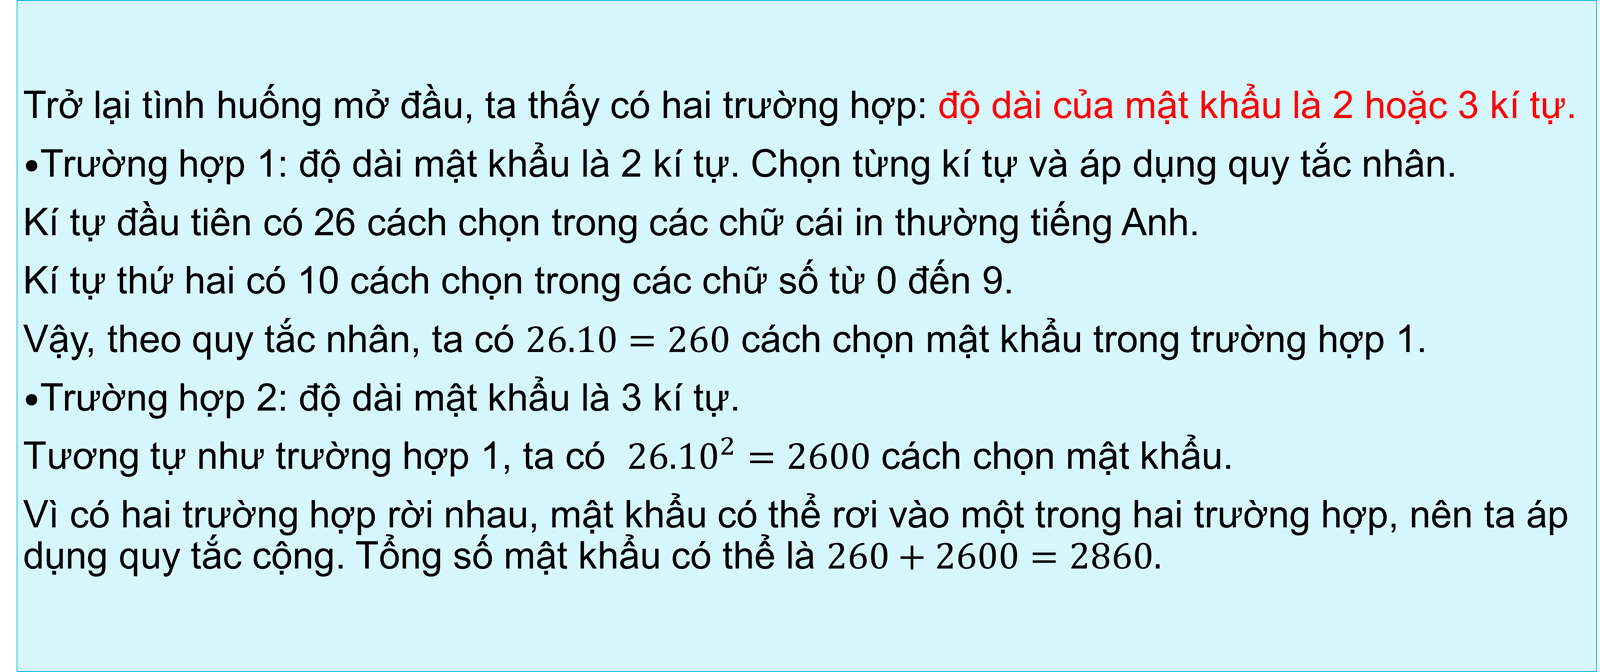 Trở lại tình huống mở đầu, ta thấy có hai trường hợp: độ dài của mật khẩu là 2 hoặc 3 kí tự.
•Trường hợp 1: độ dài mật khẩu là 2 kí tự. Chọn từng kí tự và áp dụng quy tắc nhân.
Kí tự đầu tiên có 26 cách chọn trong các chữ cái in thường tiếng Anh.
Kí tự thứ hai có 10 cách chọn trong các chữ số từ 0 đến 9.
Vậy, theo quy tắc nhân, ta có 26.10 = 260 cách chọn mật khẩu trong trường hợp 1.
•Trường hợp 2: độ dài mật khẩu là 3 kí tự.
Tương tự như trường hợp 1, ta có 26.10² = 2600 cách chọn mật khẩu.
Vì có hai trường hợp rời nhau, mật khẩu có thể rơi vào một trong hai trường hợp, nên ta áp
dụng quy tắc cộng. Tổng số mật khẩu có thể là 260 + 2600 = 2860.